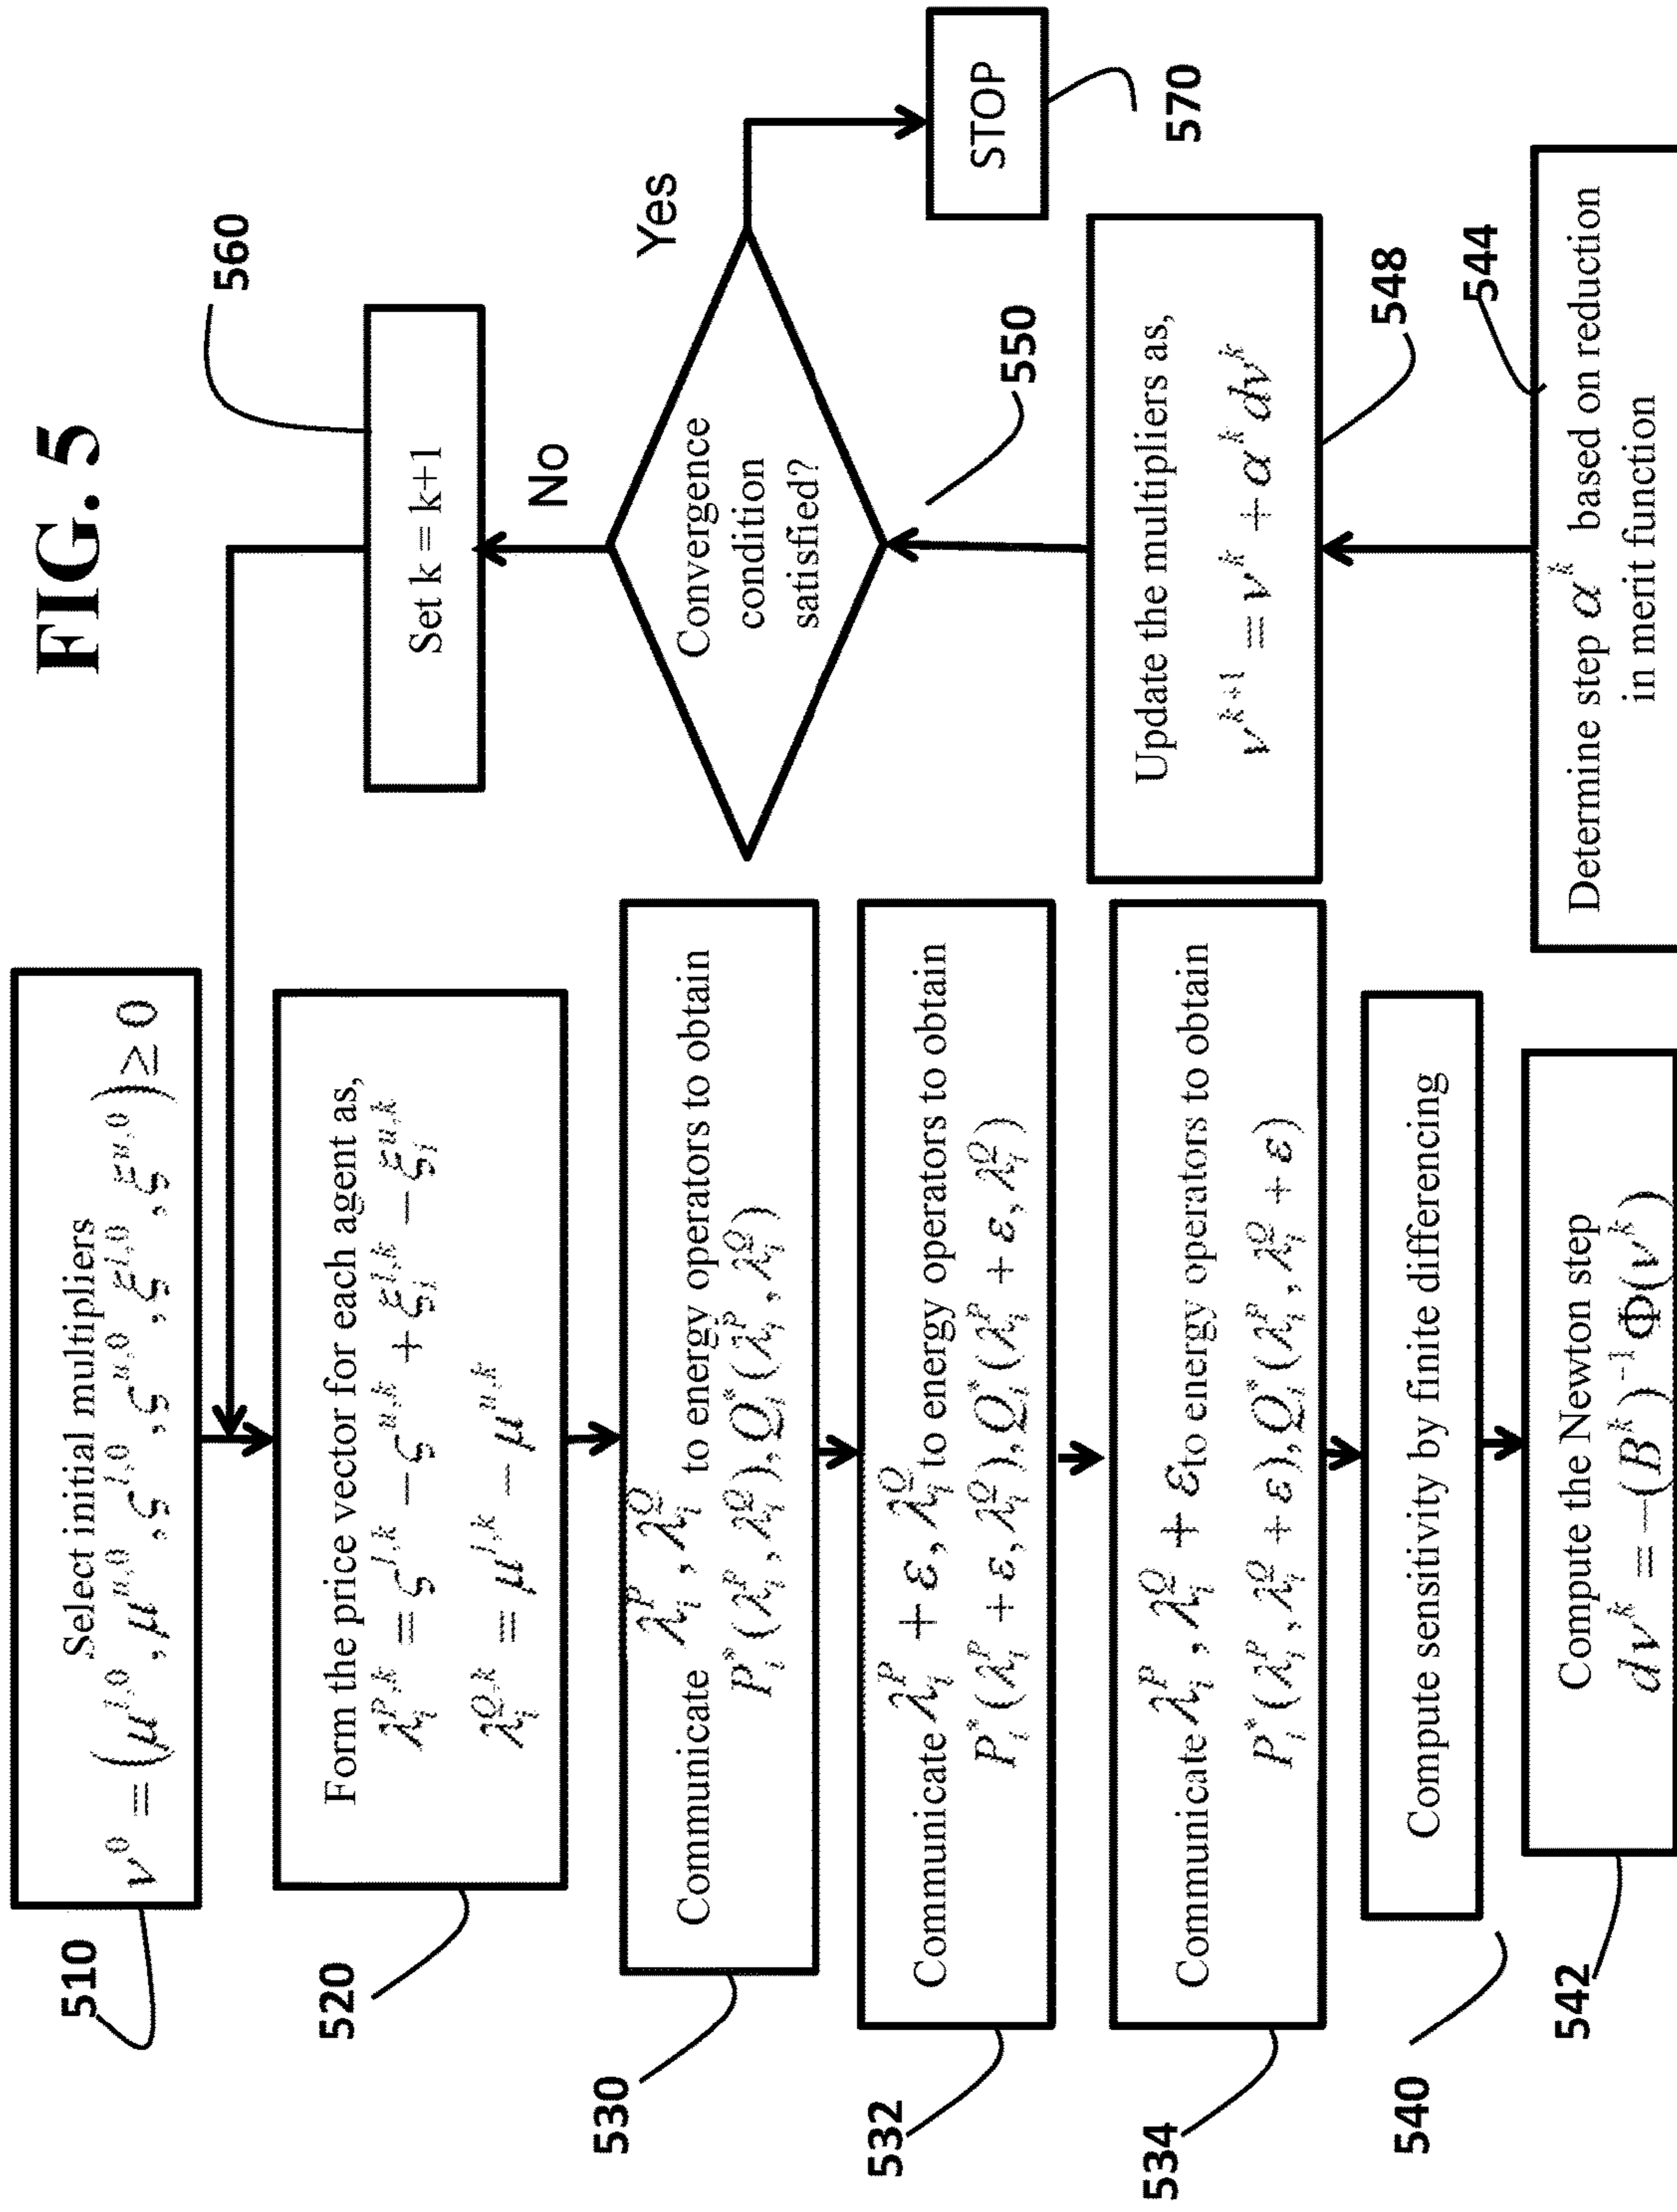 FIG. 5
510
Select initial multipliers
ν^0 = (μ^{l,0}, μ^{u,0}, ς^{l,0}, ς^{u,0}, ξ^{l,0}, ξ^{u,0}) ≥ 0
520
Form the price vector for each agent as,
λ_i^{P,k} = ς^{l,k} − ς^{u,k} + ξ_i^{l,k} − ξ_i^{u,k}
λ_i^{Q,k} = μ^{l,k} − μ^{u,k}
530
Communicate λ_i^P, λ_i^Q to energy operators to obtain
P_i^*(λ_i^P, λ_i^Q), Q_i^*(λ_i^P, λ_i^Q)
532
Communicate λ_i^P + ε, λ_i^Q to energy operators to obtain
P_i^*(λ_i^P + ε, λ_i^Q), Q_i^*(λ_i^P + ε, λ_i^Q)
534
Communicate λ_i^P, λ_i^Q + ε to energy operators to obtain
P_i^*(λ_i^P, λ_i^Q + ε), Q_i^*(λ_i^P, λ_i^Q + ε)
540
Compute sensitivity by finite differencing
542
Compute the Newton step
dν^k = −(B^k)^{−1} Φ(ν^k)
544
Determine step α^k based on reduction
in merit function
548
Update the multipliers as,
ν^{k+1} = ν^k + α^k dν^k
550
Convergence
condition
satisfied?
No
Yes
560
Set k = k+1
STOP
570